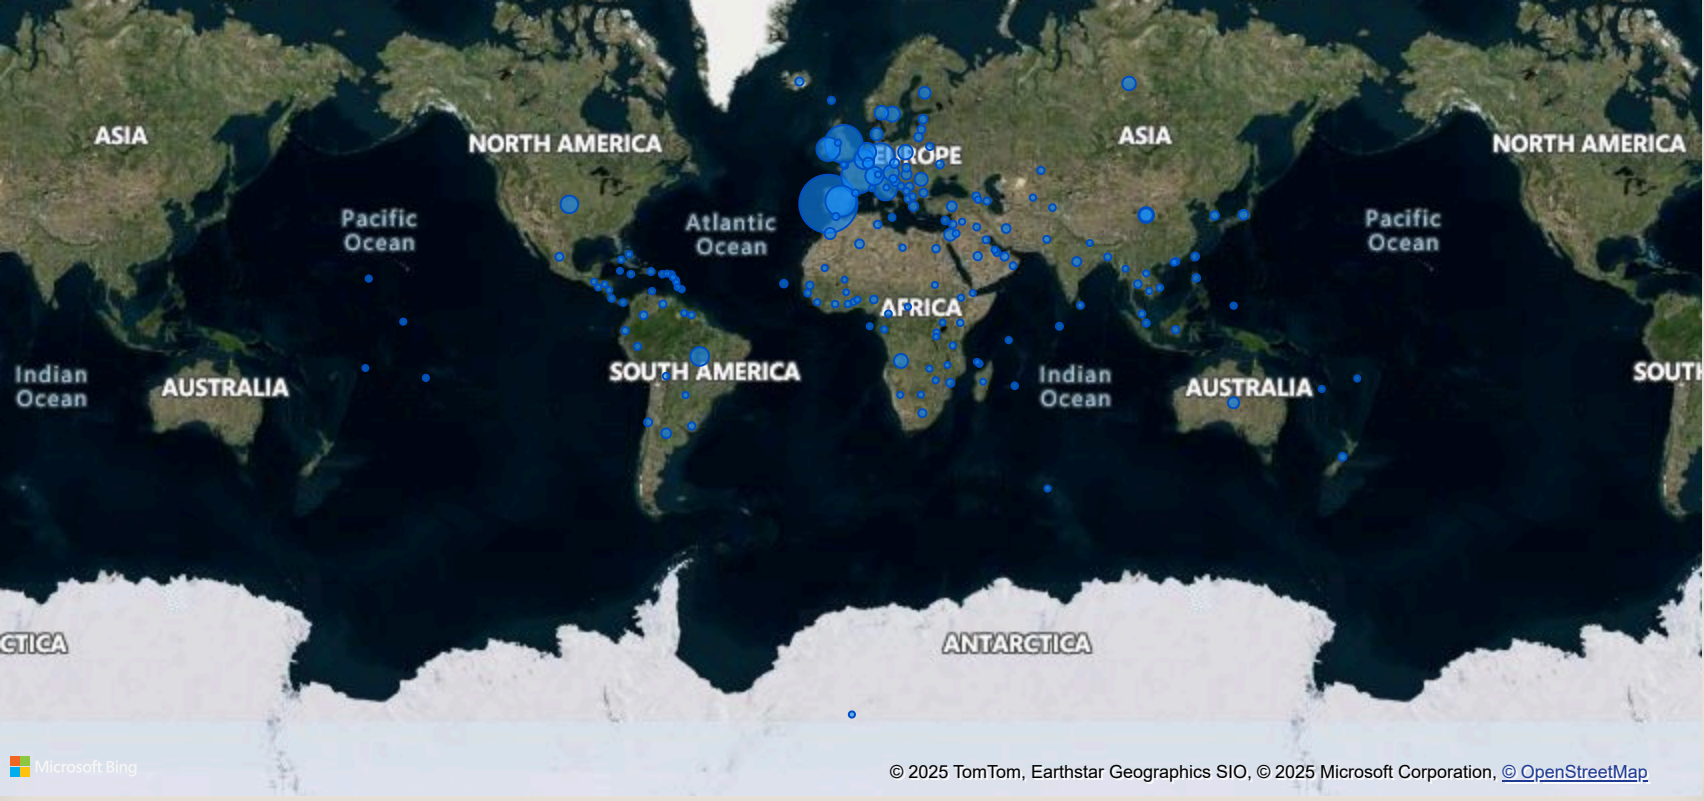 ASIA
NORTH AMERICA
EUROPE
ASIA
NORTH AMERICA
Pacific
Ocean
Atlantic
Ocean
Pacific
Ocean
AFRICA
Indian
Ocean
AUSTRALIA
SOUTH AMERICA
Indian
Ocean
AUSTRALIA
SOUTH
CTICA
ANTARCTICA
Microsoft Bing
© 2025 TomTom, Earthstar Geographics SIO, © 2025 Microsoft Corporation, © OpenStreetMap